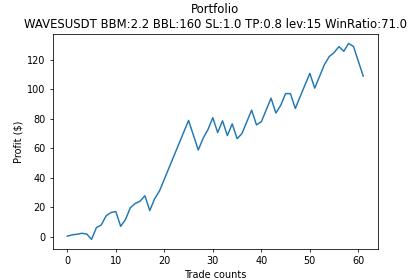 Portfolio
WAVESUSDT BBM:2.2 BBL:160 SL:1.0 TP:0.8 lev:15 WinRatio:71.0
Profit ($)
120
100
80
60
40
20
0
0 10 20 30 40 50 60
Trade counts